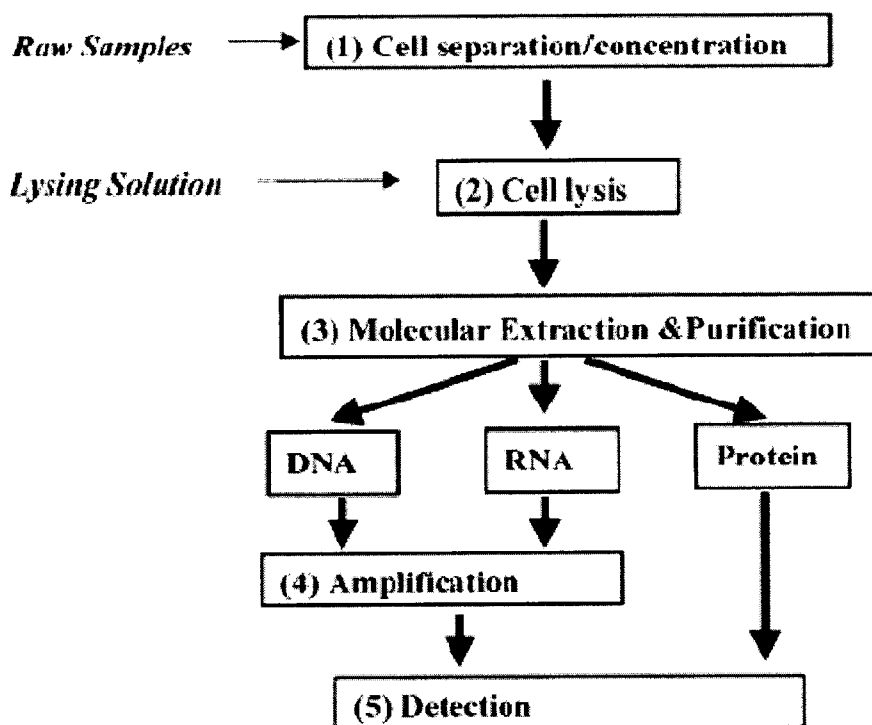 Raw Samples
(1) Cell separation/concentration
Lysing Solution
(2) Cell lysis
(3) Molecular Extraction &Purification
DNA
RNA
Protein
(4) Amplification
(5) Detection